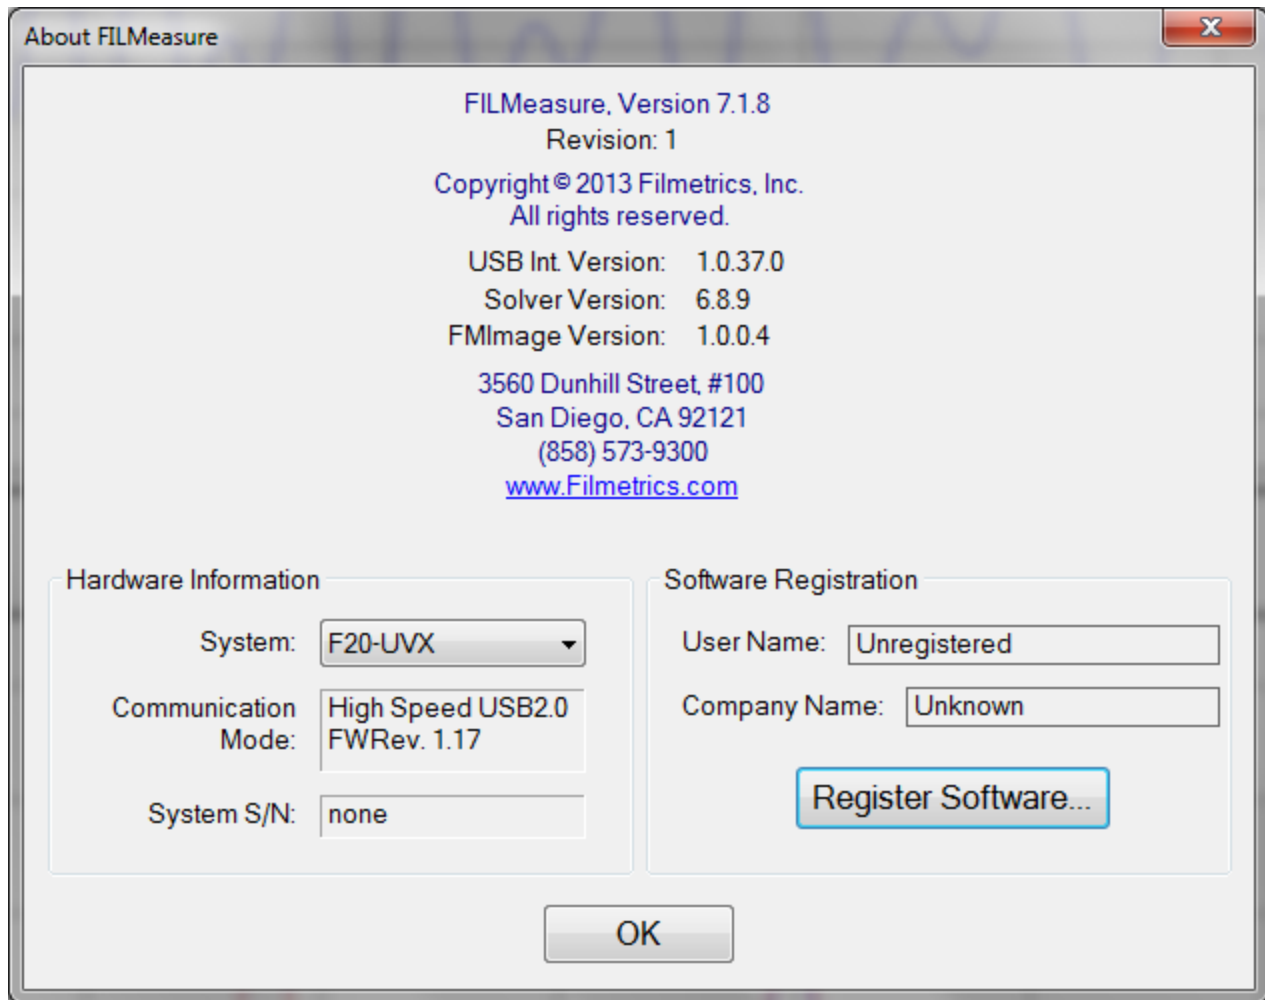 About FILMeasure
FILMeasure, Version 7.1.8
Revision: 1
Copyright © 2013 Filmetrics, Inc.
All rights reserved.
USB Int. Version: 1.0.37.0
Solver Version: 6.8.9
FMImage Version: 1.0.0.4
3560 Dunhill Street, #100
San Diego, CA 92121
(858) 573-9300
www.Filmetrics.com
Hardware Information
System: F20-UVX
Communication Mode: High Speed USB2.0
FWRev. 1.17
System S/N: none
Software Registration
User Name: Unregistered
Company Name: Unknown
Register Software...
OK